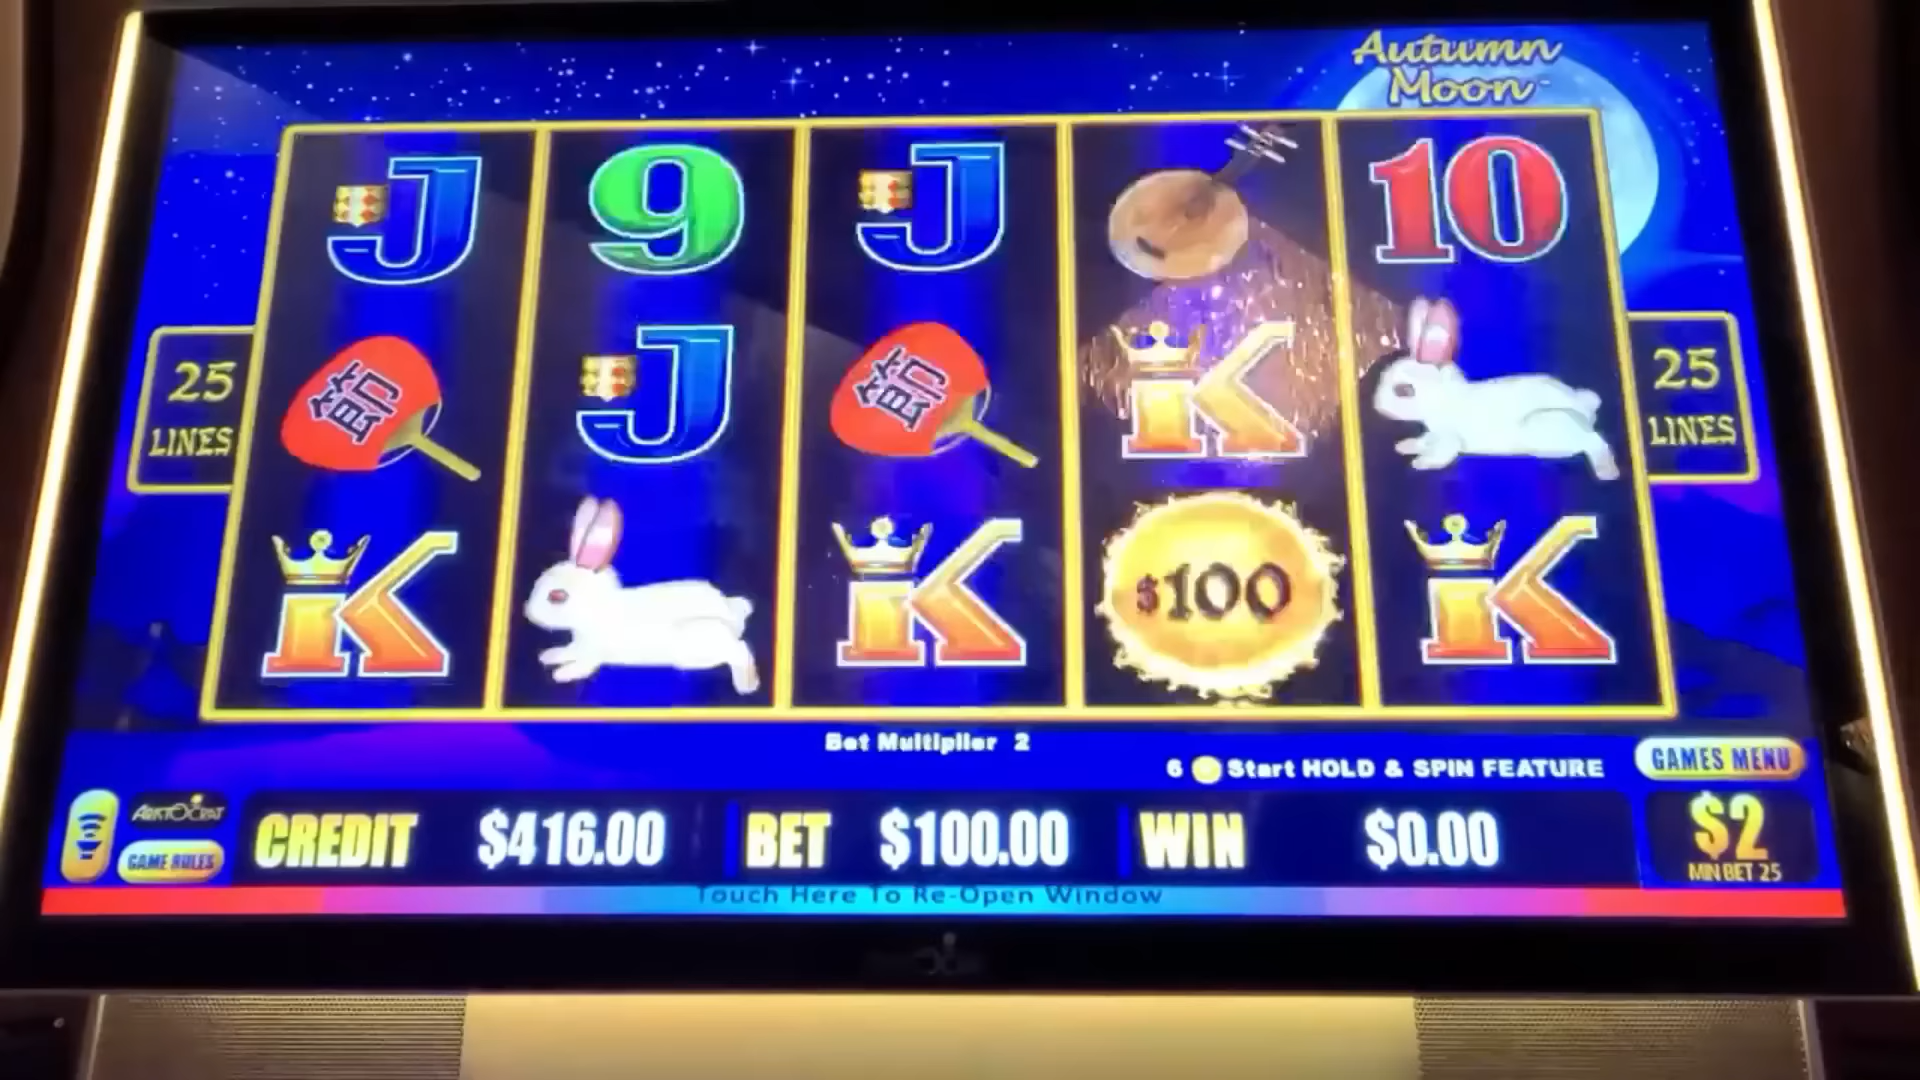 Autumn
Moon
J 9 J 10
25
LINES
J K
25
LINES
K K $100 K
Bet Multiplier 2
6 Start HOLD & SPIN FEATURE
GAMES MENU
ARISTOCRAT
GAME RULES
CREDIT $416.00 BET $100.00 WIN $0.00
$2
MIN BET 25
Touch Here To Re-Open Window